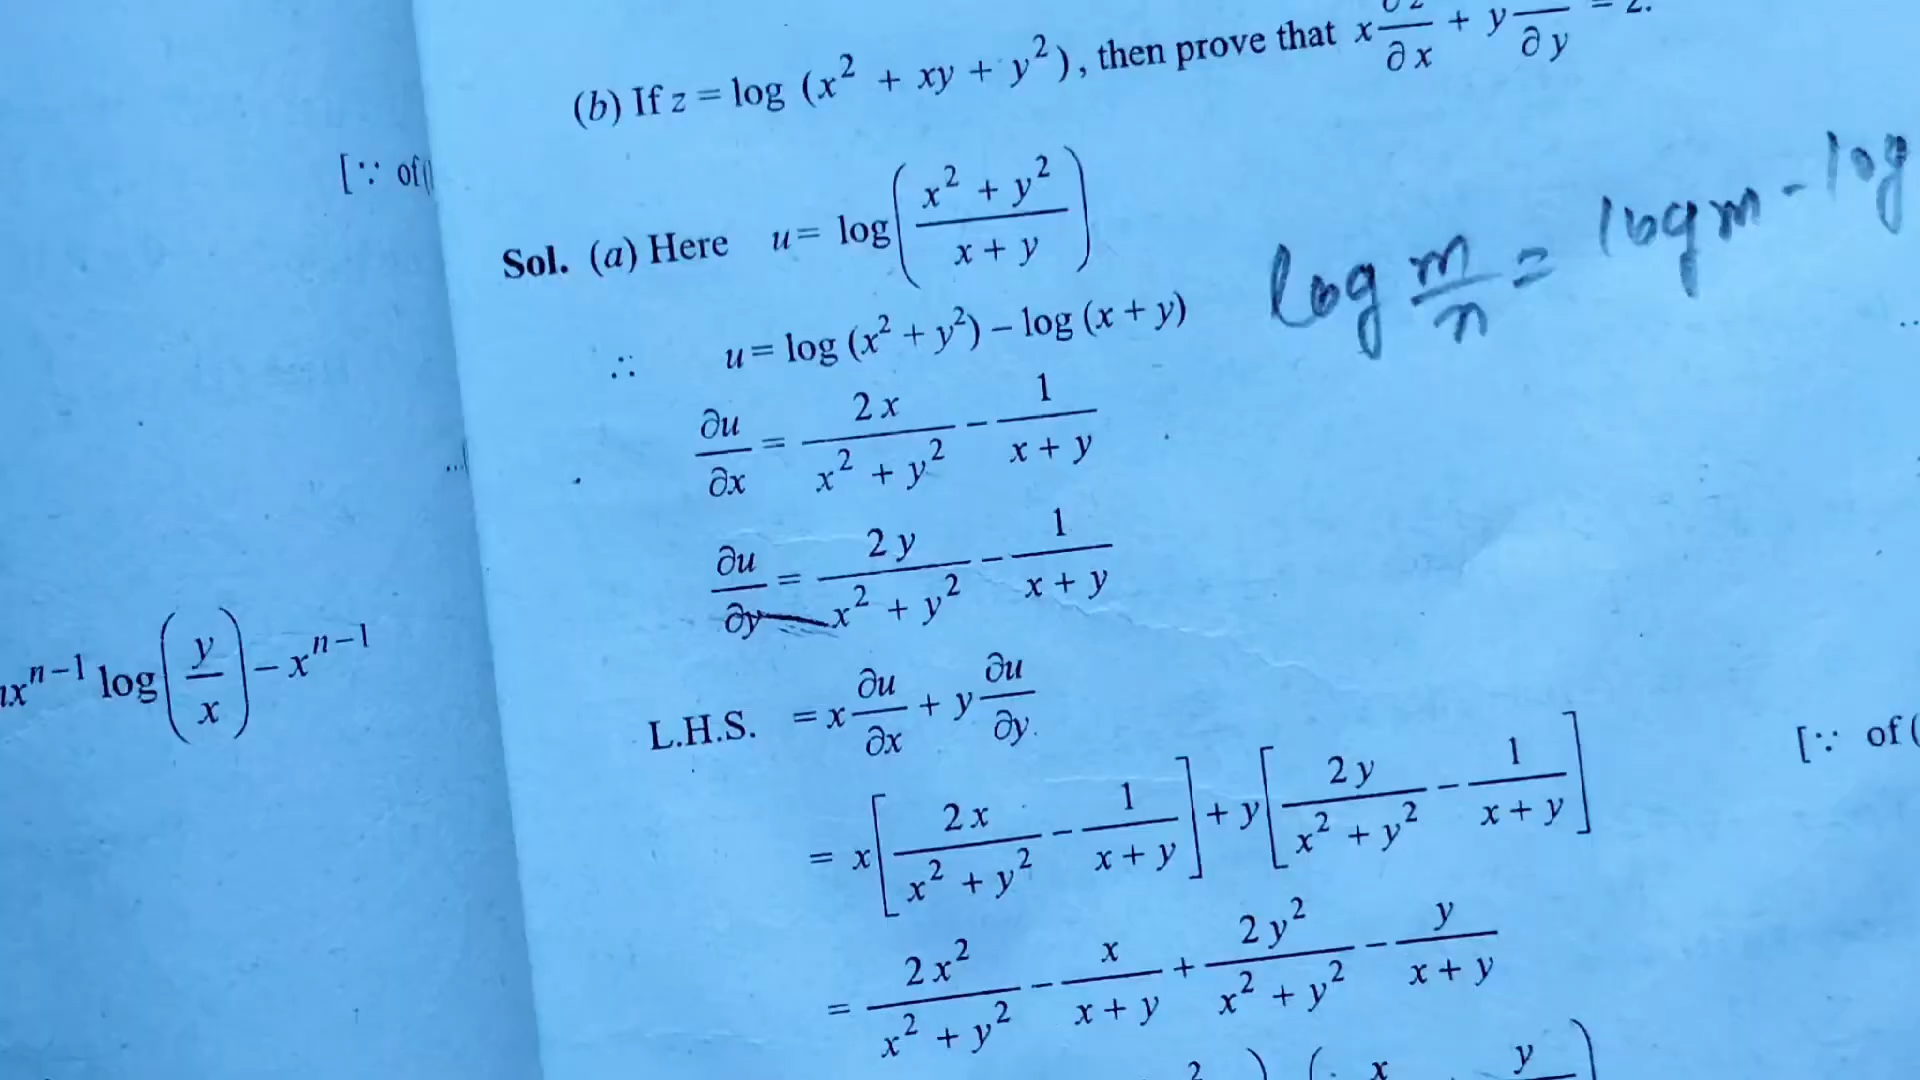 (b) If z = log (x² + xy + y²), then prove that x ∂z/∂x + y /∂y = 2.
[∵ of
Sol. (a) Here u = log((x² + y²)/(x + y))
log m/n = log m - log
∴ u = log (x² + y²) – log (x + y)
∂u/∂x = 2x/(x² + y²) − 1/(x + y)
∂u/∂y = 2y/(x² + y²) − 1/(x + y)
x^(n−1) log(y/x) − x^(n−1)
L.H.S. = x ∂u/∂x + y ∂u/∂y
[∵ of (
= x[2x/(x² + y²) − 1/(x + y)] + y[2y/(x² + y²) − 1/(x + y)]
= 2x²/(x² + y²) − x/(x + y) + 2y²/(x² + y²) − y/(x + y)
2 ) ( x y )